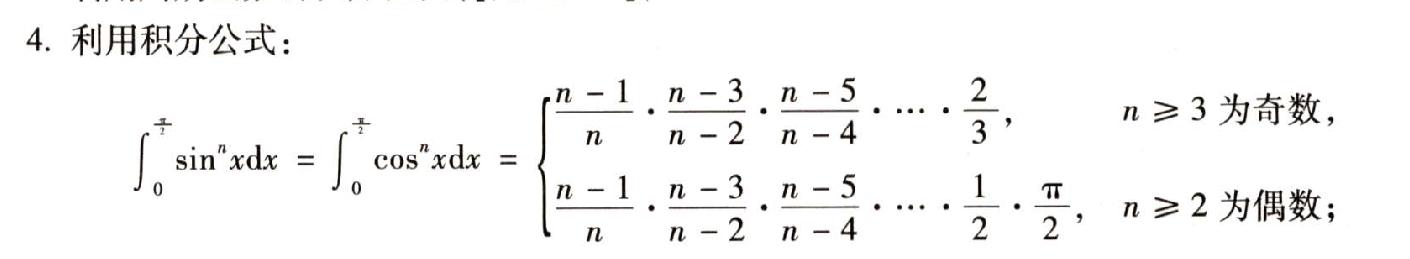 4. 利用积分公式:
$\int_0^{\frac{\pi}{2}} \sin^n x\mathrm{d}x = \int_0^{\frac{\pi}{2}} \cos^n x\mathrm{d}x = \begin{cases} \frac{n-1}{n} \cdot \frac{n-3}{n-2} \cdot \frac{n-5}{n-4} \cdot \cdots \cdot \frac{2}{3}, & n \geqslant 3 \text{ 为奇数}, \\ \frac{n-1}{n} \cdot \frac{n-3}{n-2} \cdot \frac{n-5}{n-4} \cdot \cdots \cdot \frac{1}{2} \cdot \frac{\pi}{2}, & n \geqslant 2 \text{ 为偶数}; \end{cases}$